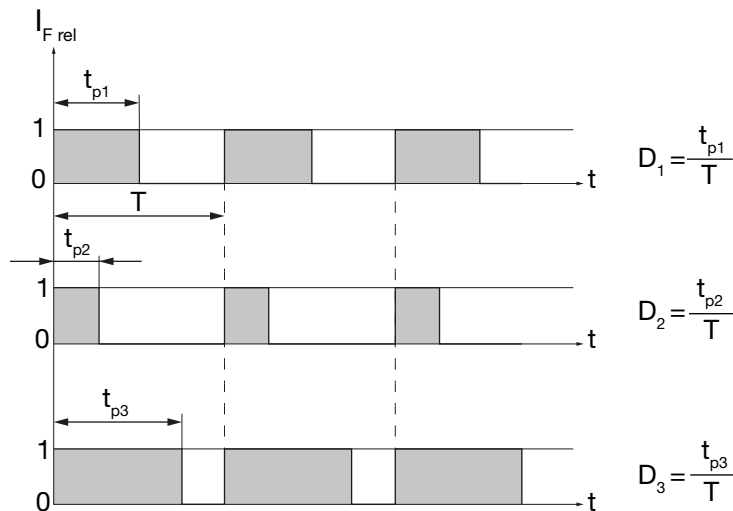 I_F rel
t_p1
1
0
t
D_1 = t_p1 / T
T
t_p2
1
0
t
D_2 = t_p2 / T
t_p3
1
0
t
D_3 = t_p3 / T